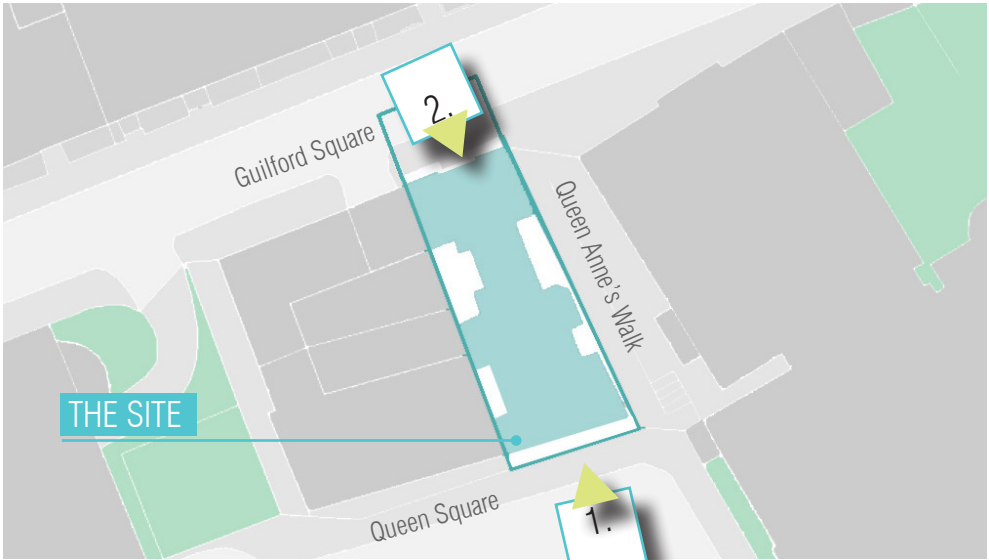 2.
Guilford Square
Queen Anne's Walk
THE SITE
Queen Square
1.